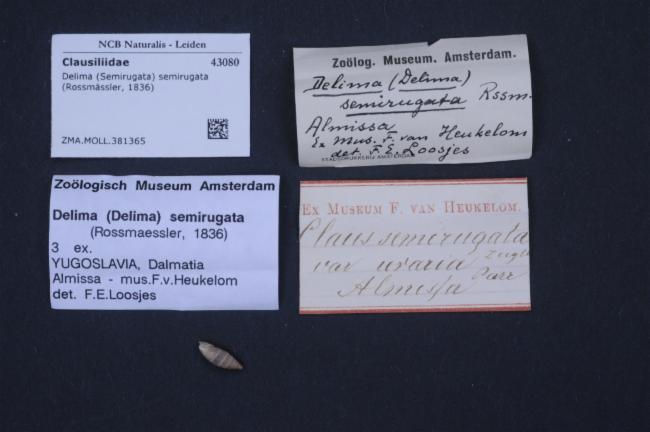 NCB Naturalis - Leiden
Clausiliidae 43080
Delima (Semirugata) semirugata
(Rossmässler, 1836)
ZMA.MOLL.381365
Zoölog. Museum. Amsterdam.
Delima (Delima)
semirugata Rssm.
Almissa
Ex Mus. F. van Heukelom
det. F. E. Loosjes
STADSDRUKKERIJ AMSTERDAM
Zoölogisch Museum Amsterdam
Delima (Delima) semirugata
(Rossmaessler, 1836)
3 ex.
YUGOSLAVIA, Dalmatia
Almissa - mus.F.v.Heukelom
det. F.E.Loosjes
EX MUSEUM F. VAN HEUKELOM.
Claus semirugata
var
Almissa